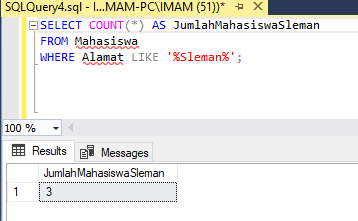 SQLQuery4.sql - I...MAM-PC\IMAM (51))*
SELECT COUNT(*) AS JumlahMahasiswaSleman
FROM Mahasiswa
WHERE Alamat LIKE '%Sleman%';
100 %
Results Messages
JumlahMahasiswaSleman
1 3